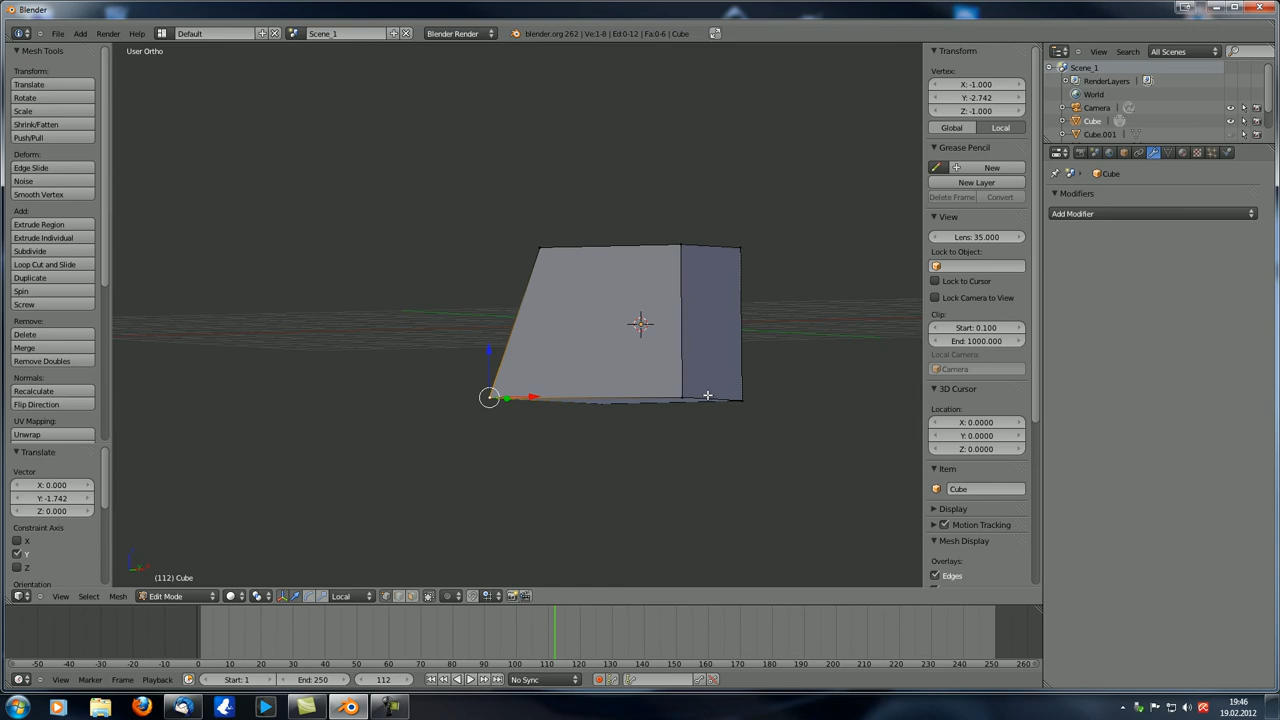 Blender
File Add Render Help
Default
Scene_1
Blender Render
blender.org 262 | Ve:1-8 | Ed:0-12 | Fa:0-6 | Cube
View Search All Scenes
Mesh Tools
Transform:
Translate
Rotate
Scale
Shrink/Fatten
Push/Pull
Deform:
Edge Slide
Noise
Smooth Vertex
Add:
Extrude Region
Extrude Individual
Subdivide
Loop Cut and Slide
Duplicate
Spin
Screw
Remove:
Delete
Merge
Remove Doubles
Normals:
Recalculate
Flip Direction
UV Mapping:
Unwrap
Translate
Vector
X: 0.000
Y: -1.742
Z: 0.000
Constraint Axis
X
Y
Z
Orientation
User Ortho
(112) Cube
Transform
Vertex:
X: -1.000
Y: -2.742
Z: -1.000
Global Local
Grease Pencil
New
New Layer
Delete Frame Convert
View
Lens: 35.000
Lock to Object:
Lock to Cursor
Lock Camera to View
Clip:
Start: 0.100
End: 1000.000
Local Camera:
Camera
3D Cursor
Location:
X: 0.0000
Y: 0.0000
Z: 0.0000
Item
Cube
Display
Motion Tracking
Mesh Display
Overlays:
Edges
Scene_1
RenderLayers
World
Camera
Cube
Cube.001
Cube
Modifiers
Add Modifier
View Select Mesh Edit Mode Local
-50 -40 -30 -20 -10 0 10 20 30 40 50 60 70 80 90 100 110 120 130 140 150 160 170 180 190 200 210 220 230 240 250 260
View Marker Frame Playback Start: 1 End: 250 112 No Sync
19:46
19.02.2012